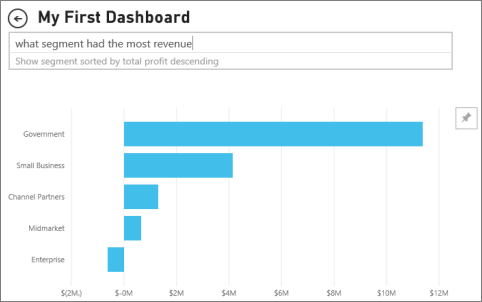 My First Dashboard
what segment had the most revenue
Show segment sorted by total profit descending
Government
Small Business
Channel Partners
Midmarket
Enterprise
$(2M.) $-0M $2M $4M $6M $8M $10M $12M